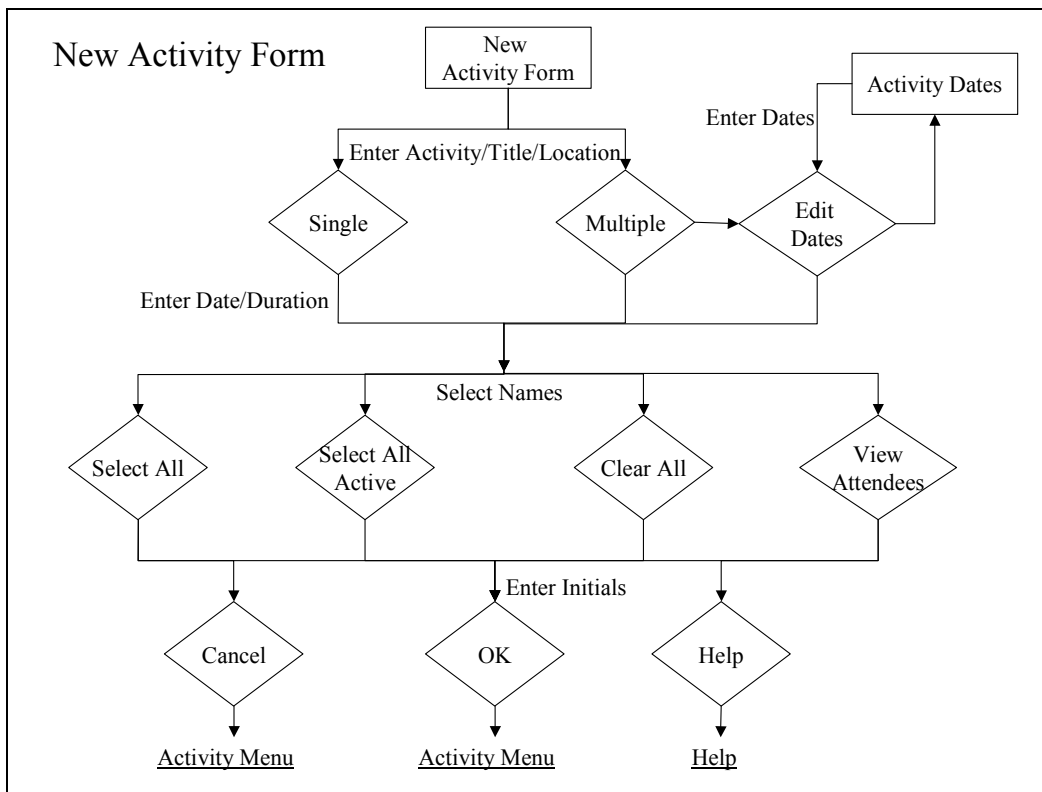 New Activity Form
New
Activity Form
Activity Dates
Enter Dates
Enter Activity/Title/Location
Single
Multiple
Edit
Dates
Enter Date/Duration
Select Names
Select All
Select All
Active
Clear All
View
Attendees
Enter Initials
Cancel
OK
Help
Activity Menu
Activity Menu
Help